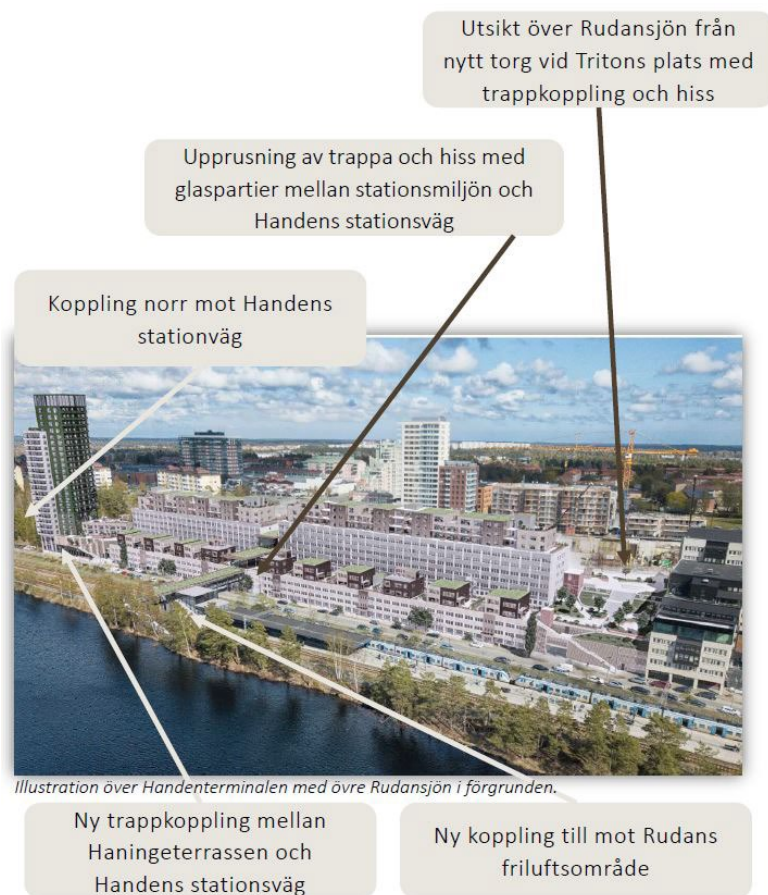 Utsikt över Rudansjön från
nytt torg vid Tritons plats med
trappkoppling och hiss
Upprusning av trappa och hiss med
glaspartier mellan stationsmiljön och
Handens stationsväg
Koppling norr mot Handens
stationväg
Illustration över Handenterminalen med övre Rudansjön i förgrunden.
Ny trappkoppling mellan
Haningeterrassen och
Handens stationsväg
Ny koppling till mot Rudans
friluftsområde